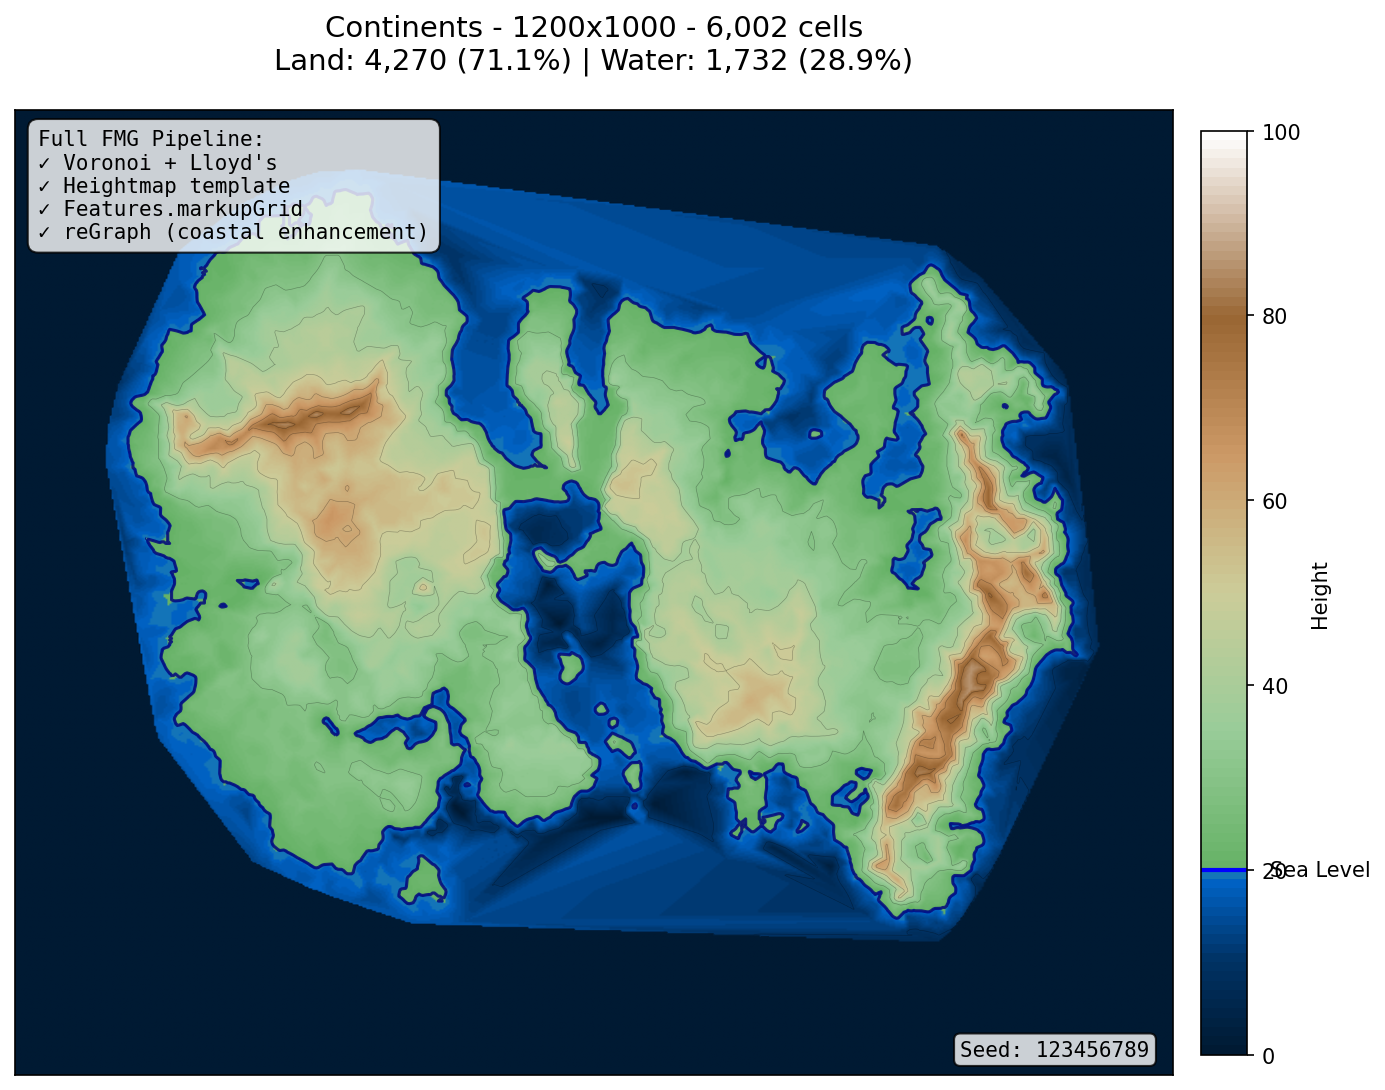 Continents - 1200x1000 - 6,002 cells
Land: 4,270 (71.1%) | Water: 1,732 (28.9%)
Full FMG Pipeline:
✓ Voronoi + Lloyd's
✓ Heightmap template
✓ Features.markupGrid
✓ reGraph (coastal enhancement)
100
80
60
40
20
0
Sea Level
Height
Seed: 123456789